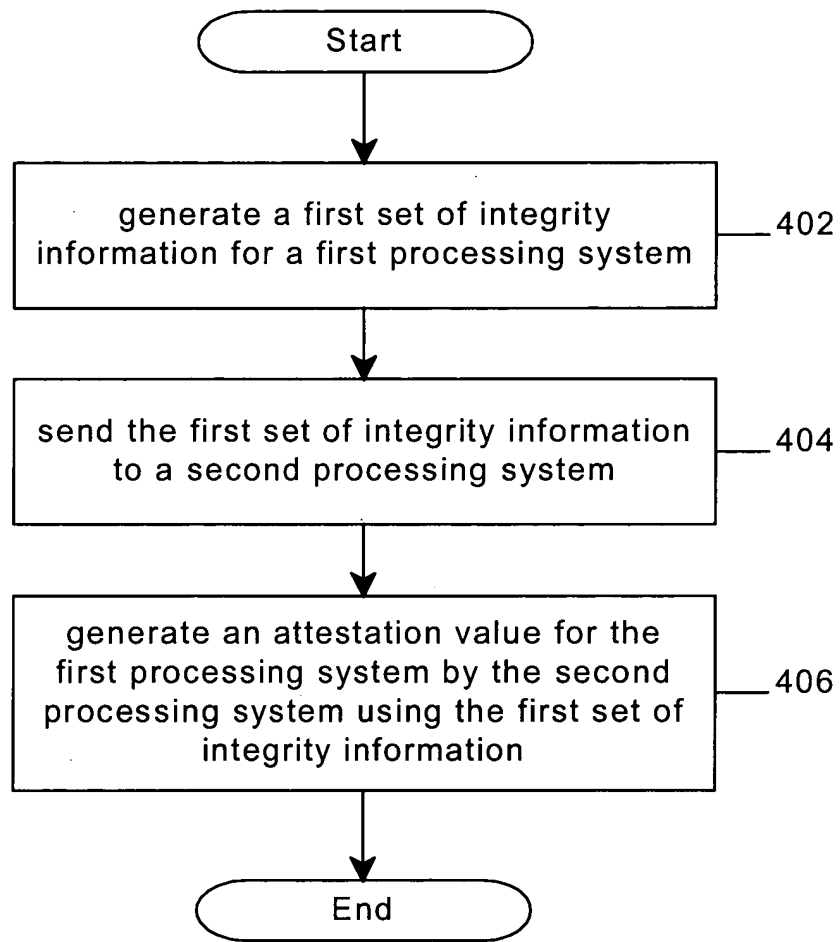 Start
generate a first set of integrity
information for a first processing system
402
send the first set of integrity information
to a second processing system
404
generate an attestation value for the
first processing system by the second
processing system using the first set of
integrity information
406
End